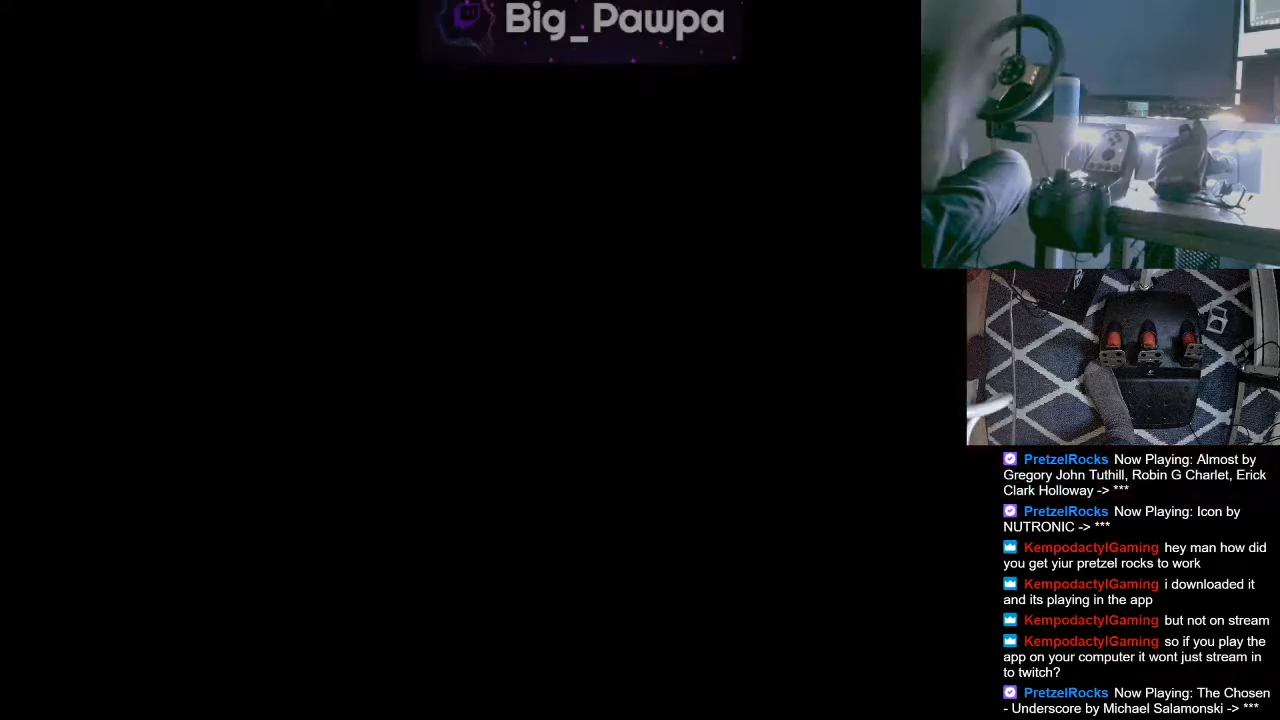 Big_Pawpa
PretzelRocks Now Playing: Almost by
Gregory John Tuthill, Robin G Charlet, Erick
Clark Holloway -> ***
PretzelRocks Now Playing: Icon by
NUTRONIC -> ***
KempodactylGaming hey man how did
you get yiur pretzel rocks to work
KempodactylGaming i downloaded it
and its playing in the app
KempodactylGaming but not on stream
KempodactylGaming so if you play the
app on your computer it wont just stream in
to twitch?
PretzelRocks Now Playing: The Chosen
- Underscore by Michael Salamonski -> ***